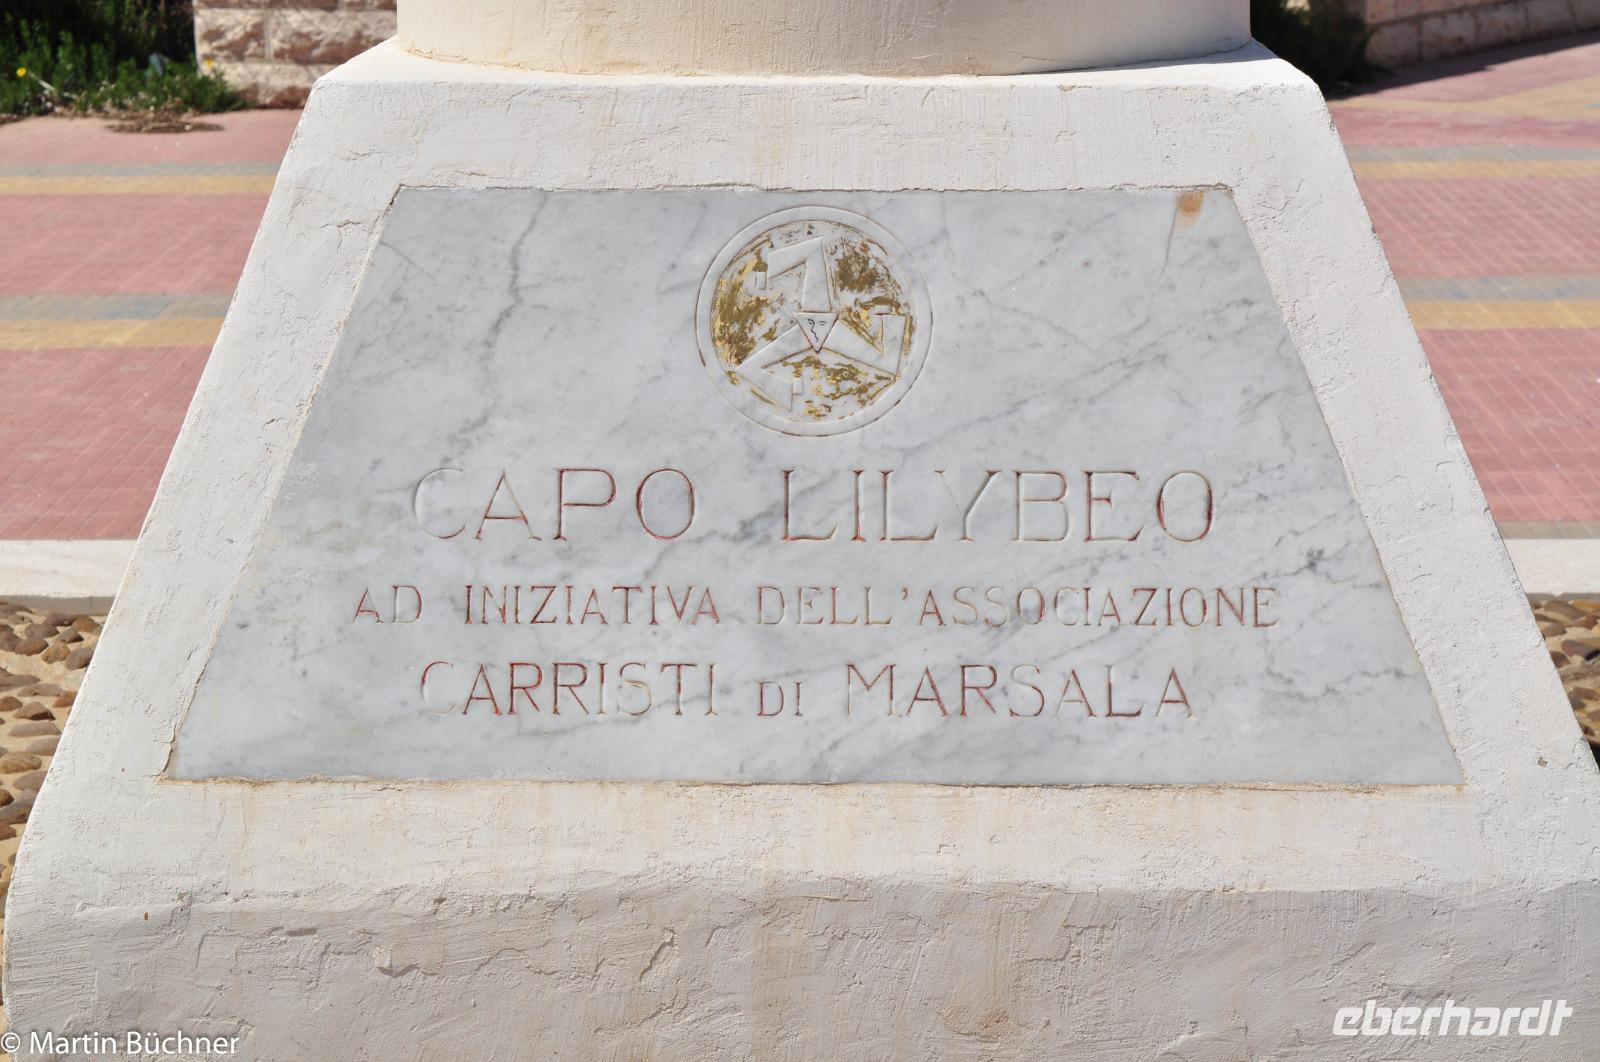 CAPO LILYBEO
AD INIZIATIVA DELL'ASSOCIAZIONE
CARRISTI DI MARSALA
© Martin Büchner
eberhardt